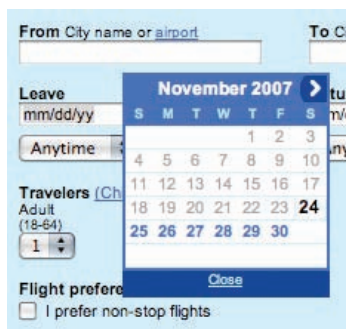 From City name or airport
To C
Leave
mm/dd/yy
Anytime
November 2007
S M T W T F S
1 2 3
4 5 6 7 8 9 10
11 12 13 14 15 16 17
18 19 20 21 22 23 24
25 26 27 28 29 30
Close
Travelers (Ch
Adult
(18-64)
1
Flight prefere
I prefer non-stop flights